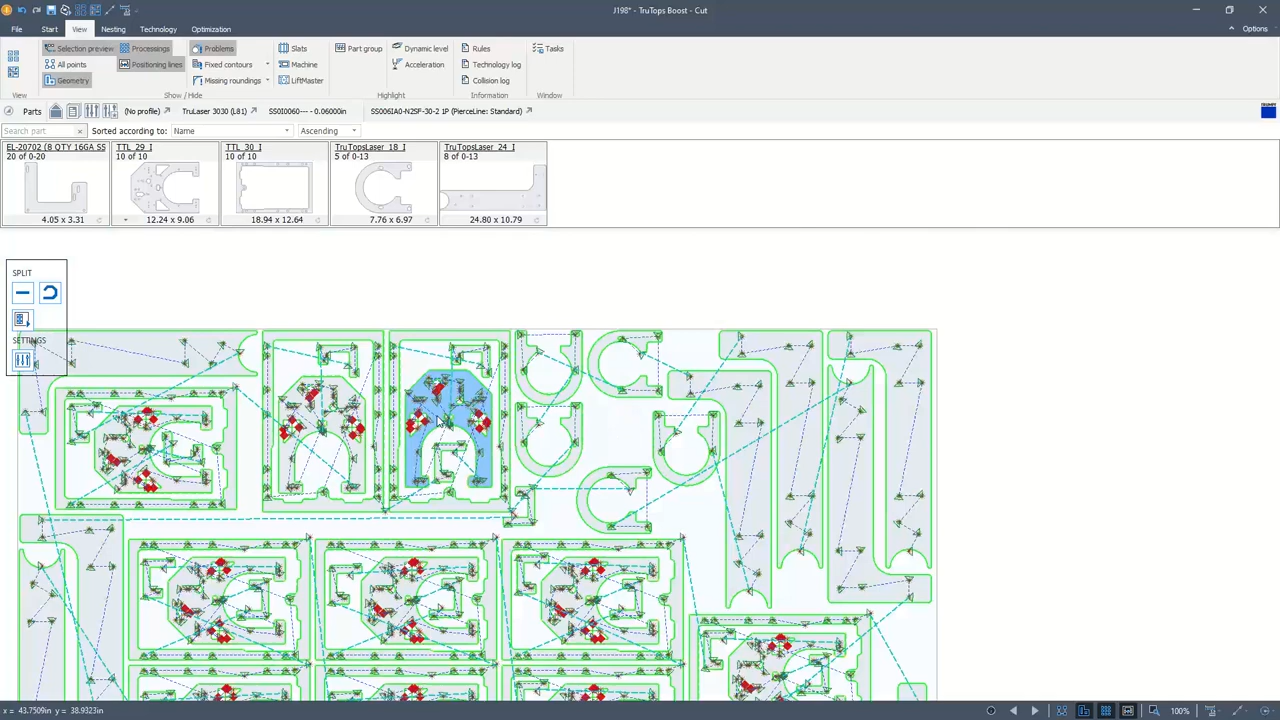 J198* - TruTops Boost - Cut
File Start View Nesting Technology Optimization
Options
Selection preview Processings Problems Slats Part group Dynamic level Rules Tasks
All points Positioning lines Fixed contours Machine Acceleration Technology log
Geometry Missing roundings LiftMaster Collision log
View Show / Hide Highlight Information Window
Parts (No profile) TruLaser 3030 (L81) SS0I0060---- - 0.06000in SS006IA0-N2SF-30-2 1P (PierceLine: Standard)
Search part Sorted according to: Name Ascending
EL-20702 (8 QTY 16GA SS TTL_29_I TTL_30_I TruTopsLaser_18_I TruTopsLaser_24_I
20 of 0-20 10 of 10 10 of 10 5 of 0-13 8 of 0-13
4.05 x 3.31 12.24 x 9.06 18.94 x 12.64 7.76 x 6.97 24.80 x 10.79
SPLIT
SETTINGS
x = 43.7509in y = 38.9323in 100%